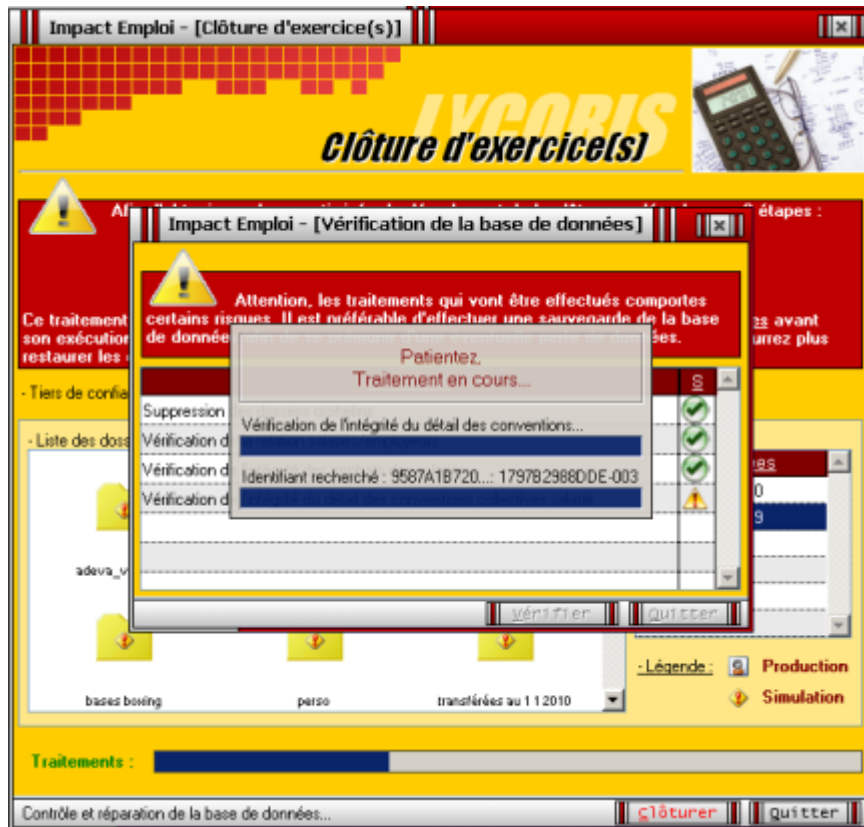 Impact Emploi - [Clôture d'exercice(s)]
LYCORIS
Clôture d'exercice(s)
étapes :
Impact Emploi - [Vérification de la base de données]
Attention, les traitements qui vont être effectués comportes
certains risques. Il est préférable d'effectuer une sauvegarde de la base
de donnée
Ce traitement
son exécution
restaurer les
es avant
urrez plus
Patientez,
Traitement en cours...
Vérification de l'intégrité du détail des conventions...
Identifiant recherché : 9587A1B720...: 1797B2988DDE-003
S
Suppression
Vérification d
Vérification d
Vérification d
- Tiers de confia
- Liste des doss
es
0
9
adeva_v
Vérifier
Quitter
bases boxing
perso
transférées au 1 1 2010
- Légende :
Production
Simulation
Traitements :
Contrôle et réparation de la base de données...
Clôturer
Quitter